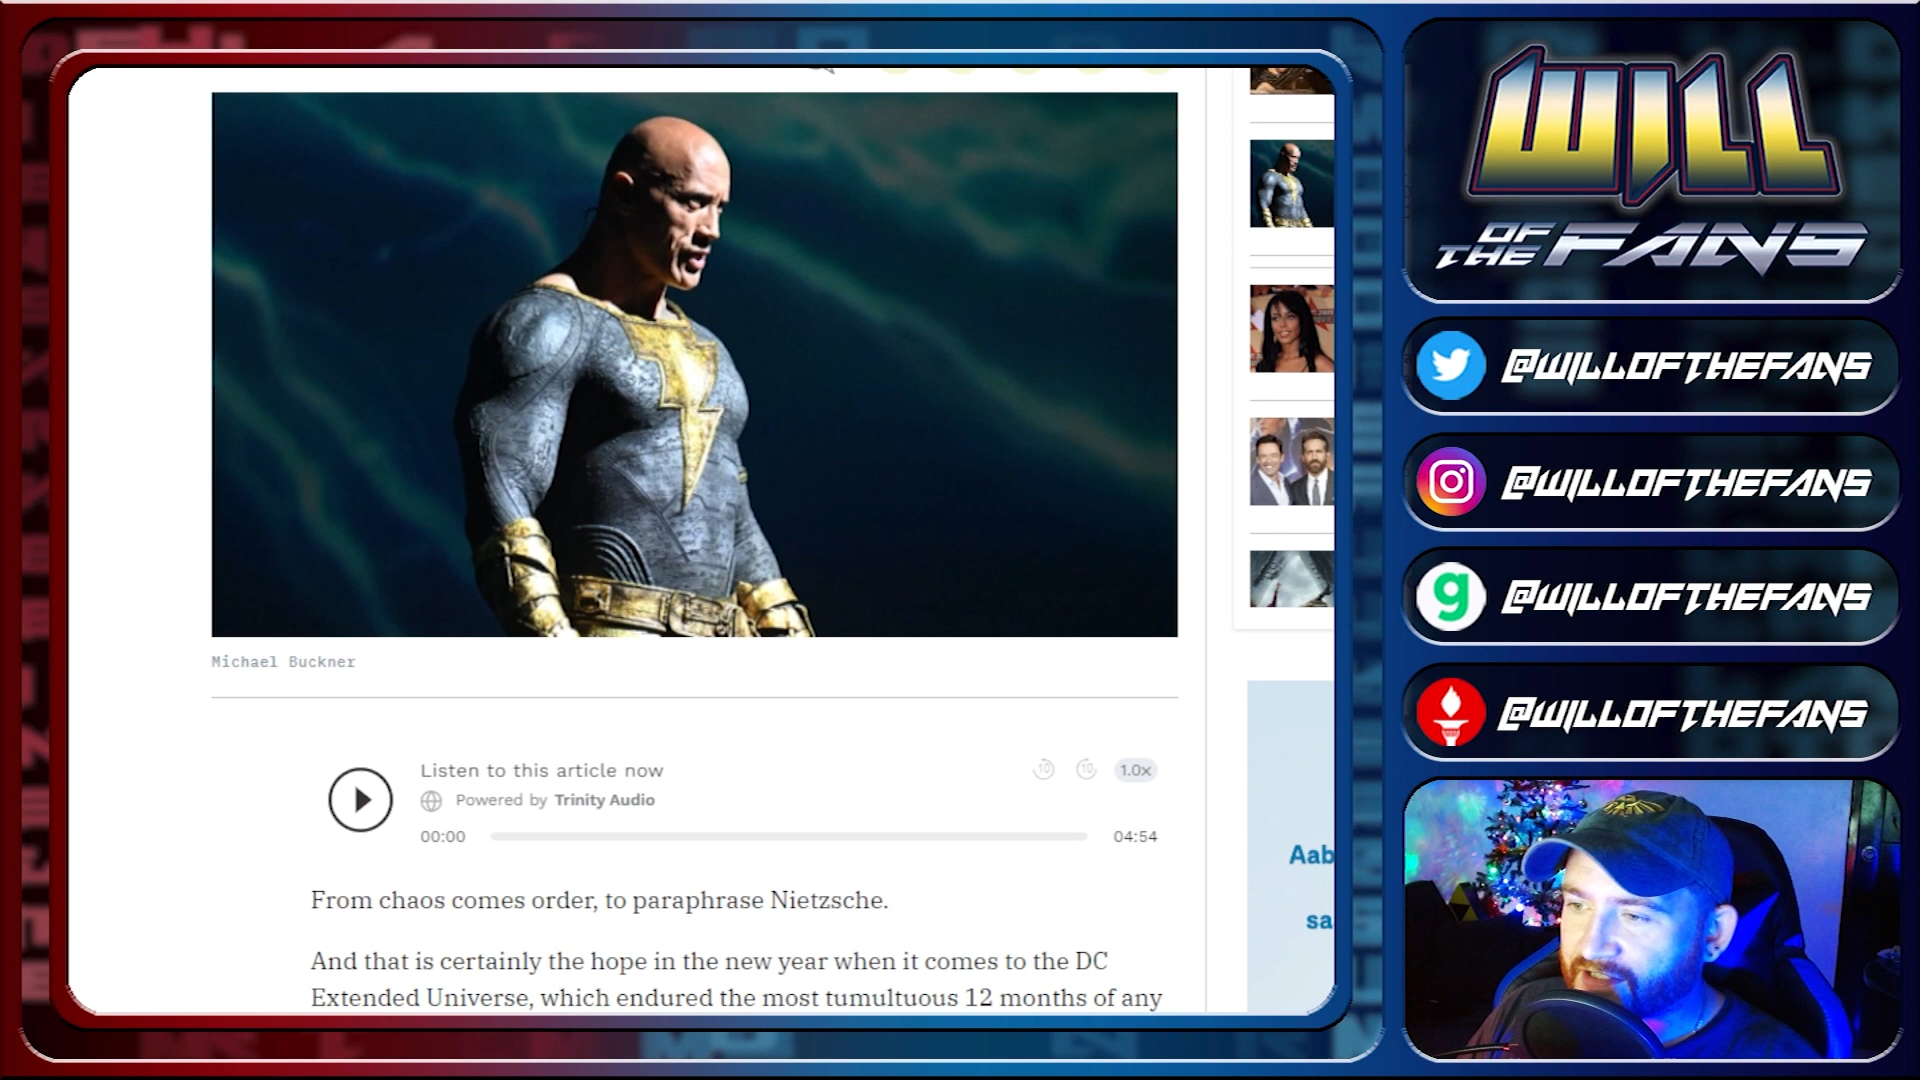 Michael Buckner
Listen to this article now
10
10
1.0x
Powered by Trinity Audio
00:00
04:54
From chaos comes order, to paraphrase Nietzsche.
And that is certainly the hope in the new year when it comes to the DC
Extended Universe, which endured the most tumultuous 12 months of any
Aab
sa
WILL
OF
THE FANS
@WILLOFTHEFANS
@WILLOFTHEFANS
g
@WILLOFTHEFANS
@WILLOFTHEFANS